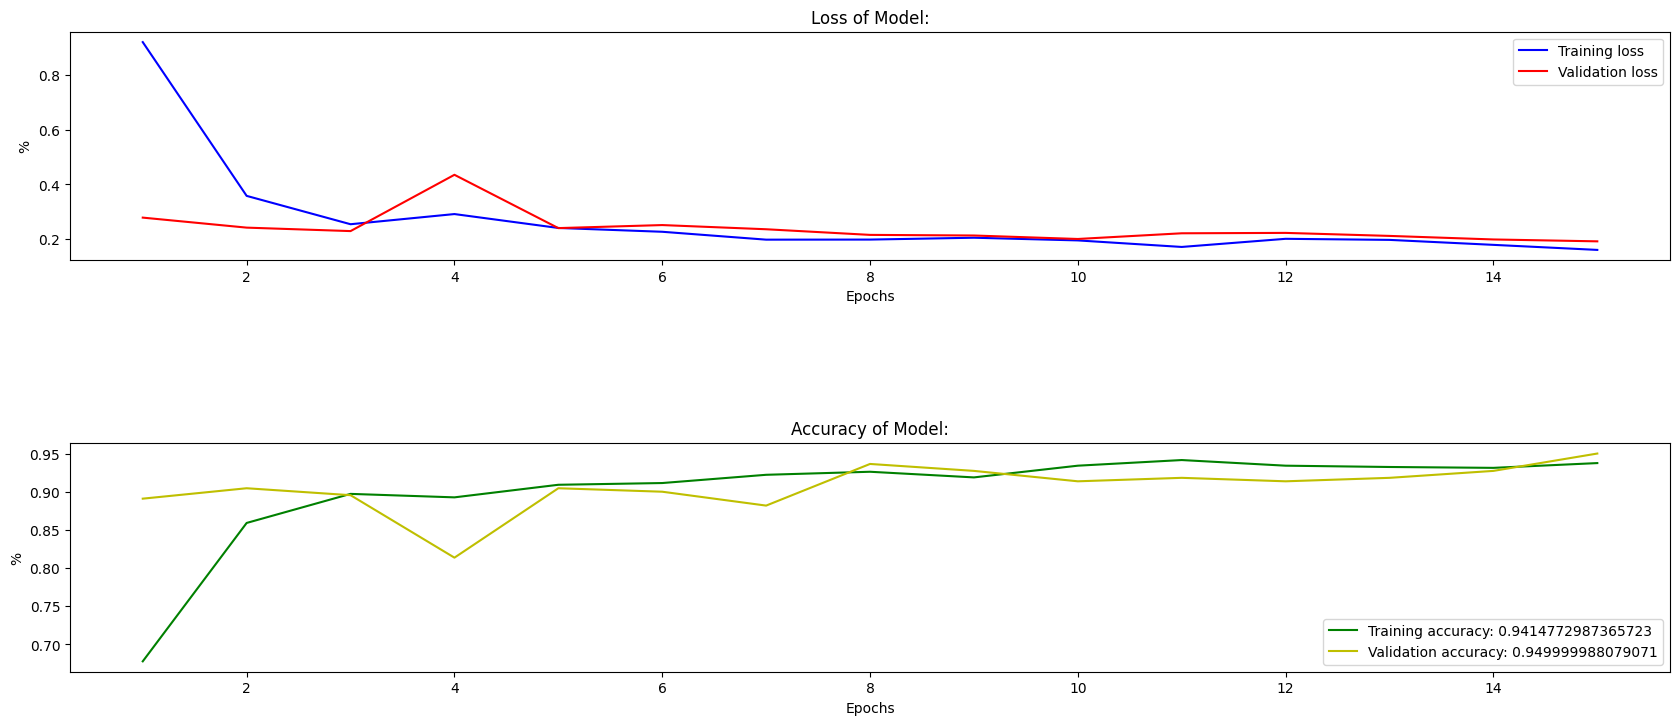 Loss of Model:
Training loss
Validation loss
0.8
0.6
0.4
0.2
%
2 4 6 8 10 12 14
Epochs
Accuracy of Model:
0.95
0.90
0.85
0.80
0.75
0.70
%
Training accuracy: 0.9414772987365723
Validation accuracy: 0.949999988079071
2 4 6 8 10 12 14
Epochs